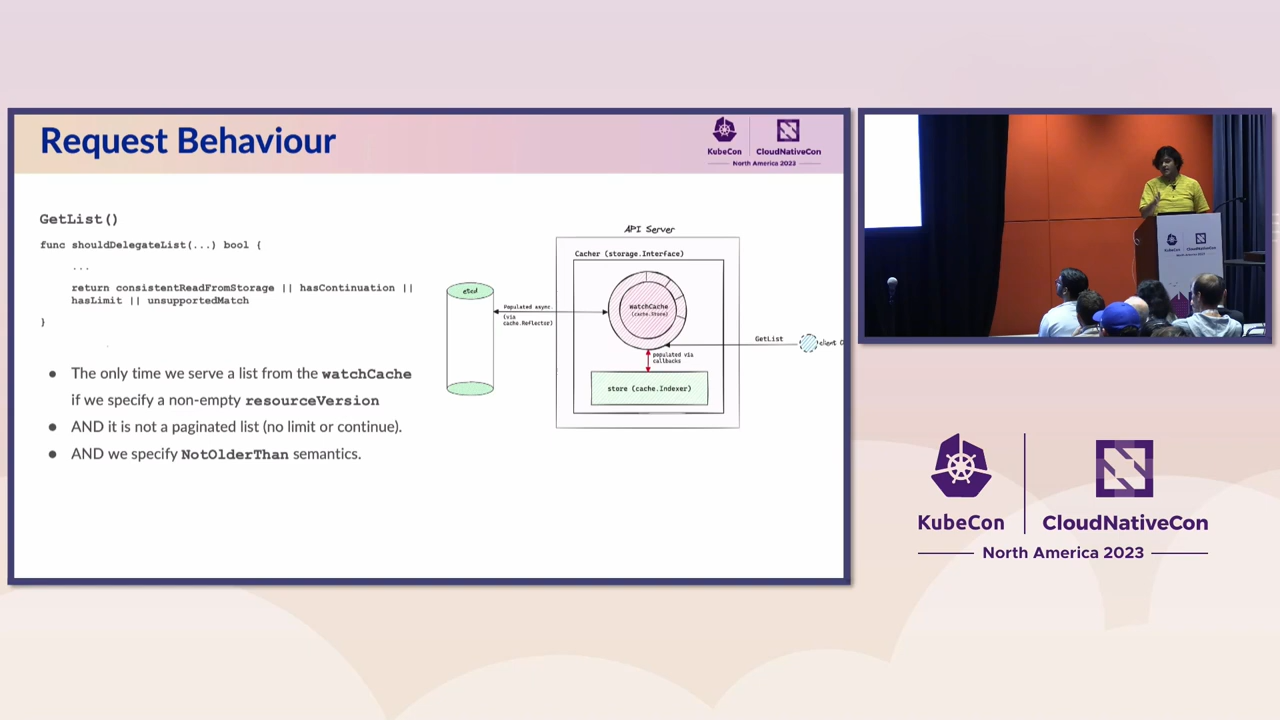 Request Behaviour
KubeCon
CloudNativeCon
North America 2023
GetList()
func shouldDelegateList(...) bool {
...
return consistentReadFromStorage || hasContinuation ||
hasLimit || unsupportedMatch
}
● The only time we serve a list from the watchCache
if we specify a non-empty resourceVersion
● AND it is not a paginated list (no limit or continue).
● AND we specify NotOlderThan semantics.
API Server
Cacher (storage.Interface)
etcd
Populated async.
(via
cache.Reflector)
watchCache
(cache.Store)
GetList
client
populated via
callbacks
store (cache.Indexer)
KubeCon
CloudNativeCon
North America 2023